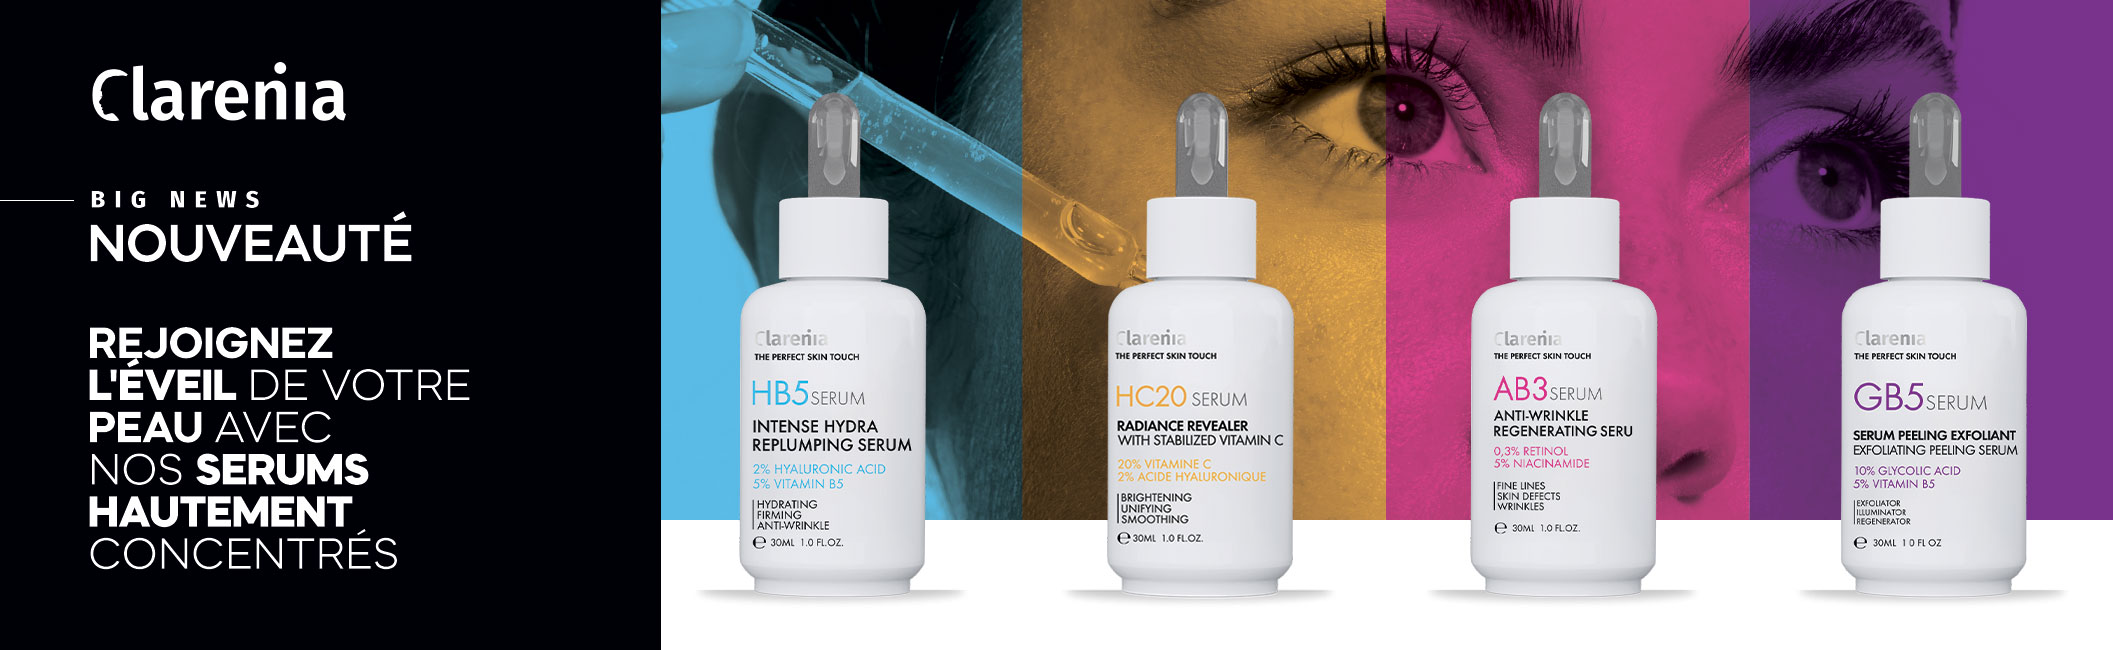 Clarenia
BIG NEWS
NOUVEAUTÉ
REJOIGNEZ
L'ÉVEIL DE VOTRE
PEAU AVEC
NOS SERUMS
HAUTEMENT
CONCENTRÉS
Clarenia
THE PERFECT SKIN TOUCH
HB5 SERUM
INTENSE HYDRA
REPLUMPING SERUM
2% HYALURONIC ACID
5% VITAMIN B5
HYDRATING
FIRMING
ANTI-WRINKLE
℮ 30ML 1.0 FL.OZ.
Clarenia
THE PERFECT SKIN TOUCH
HC20 SERUM
RADIANCE REVEALER
WITH STABILIZED VITAMIN C
20% VITAMINE C
2% ACIDE HYALURONIQUE
BRIGHTENING
UNIFYING
SMOOTHING
℮ 30ML 1.0 FL.OZ.
Clarenia
THE PERFECT SKIN TOUCH
AB3 SERUM
ANTI-WRINKLE
REGENERATING SERU
0,3% RETINOL
5% NIACINAMIDE
FINE LINES
SKIN DEFECTS
WRINKLES
℮ 30ML 1.0 FL.OZ.
Clarenia
THE PERFECT SKIN TOUCH
GB5 SERUM
SERUM PEELING EXFOLIANT
EXFOLIATING PEELING SERUM
10% GLYCOLIC ACID
5% VITAMIN B5
EXFOLIATOR
ILLUMINATOR
REGENERATOR
℮ 30ML 1 0 FL OZ